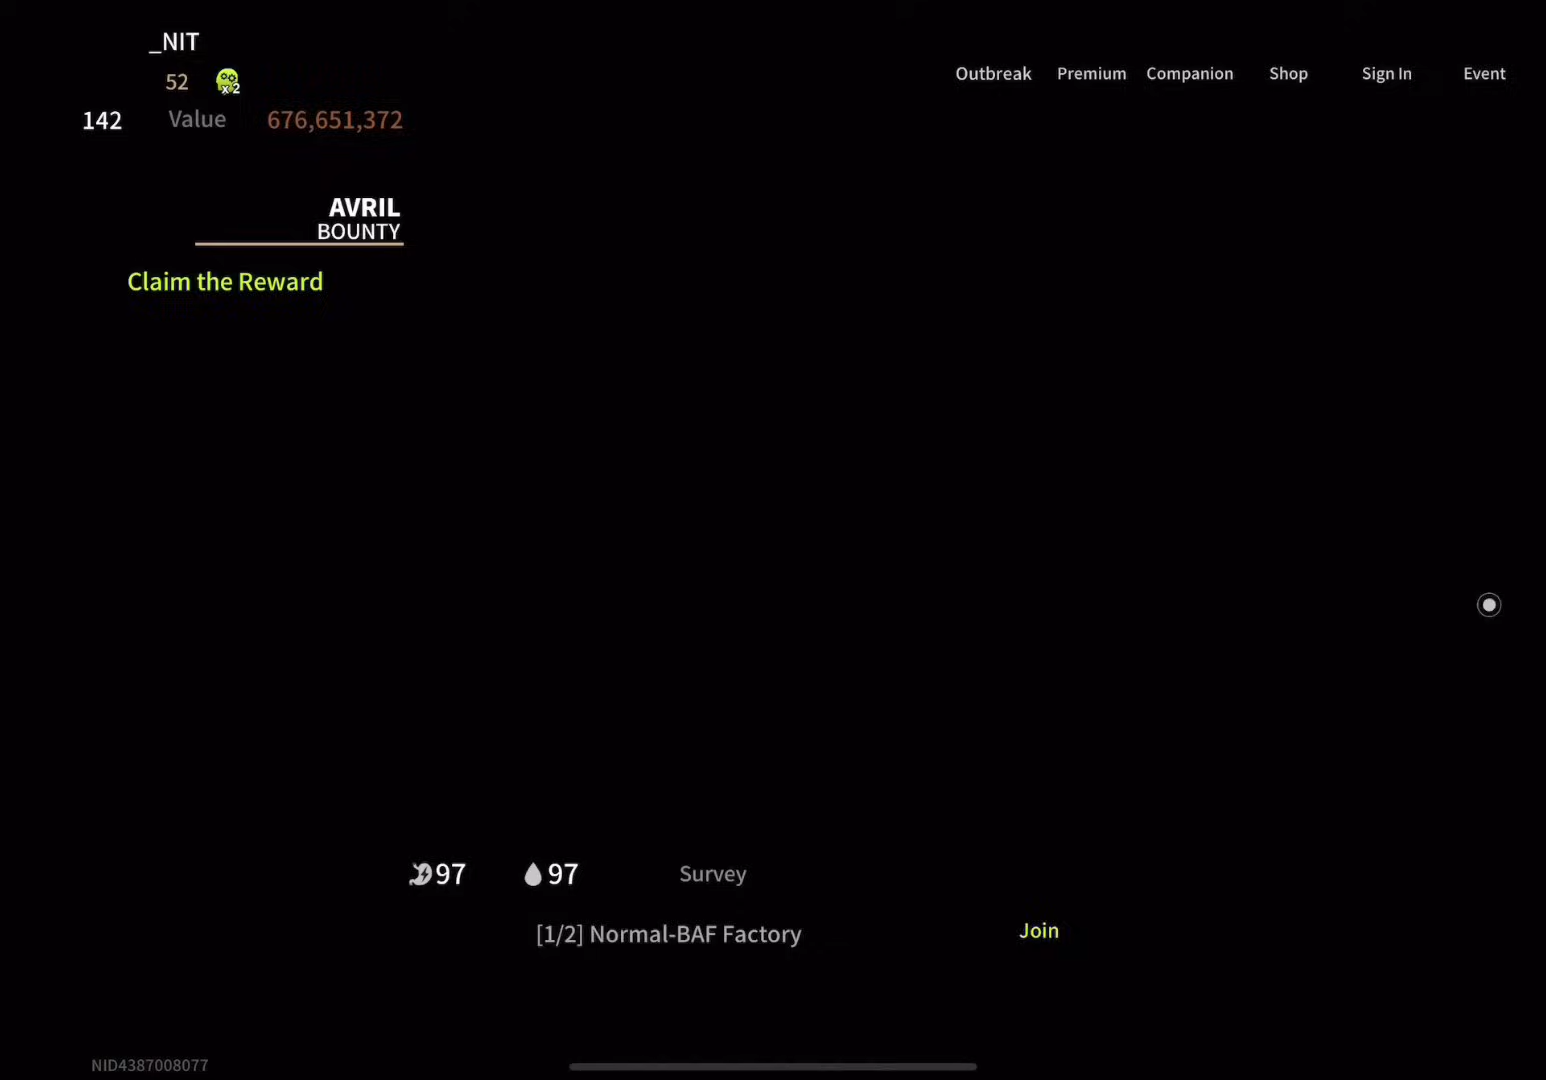 _NIT
Outbreak Premium Companion Shop Sign In Event
52 x2
142 Value 676,651,372
AVRIL
BOUNTY
Claim the Reward
97 97 Survey
[1/2] Normal-BAF Factory Join
NID4387008077